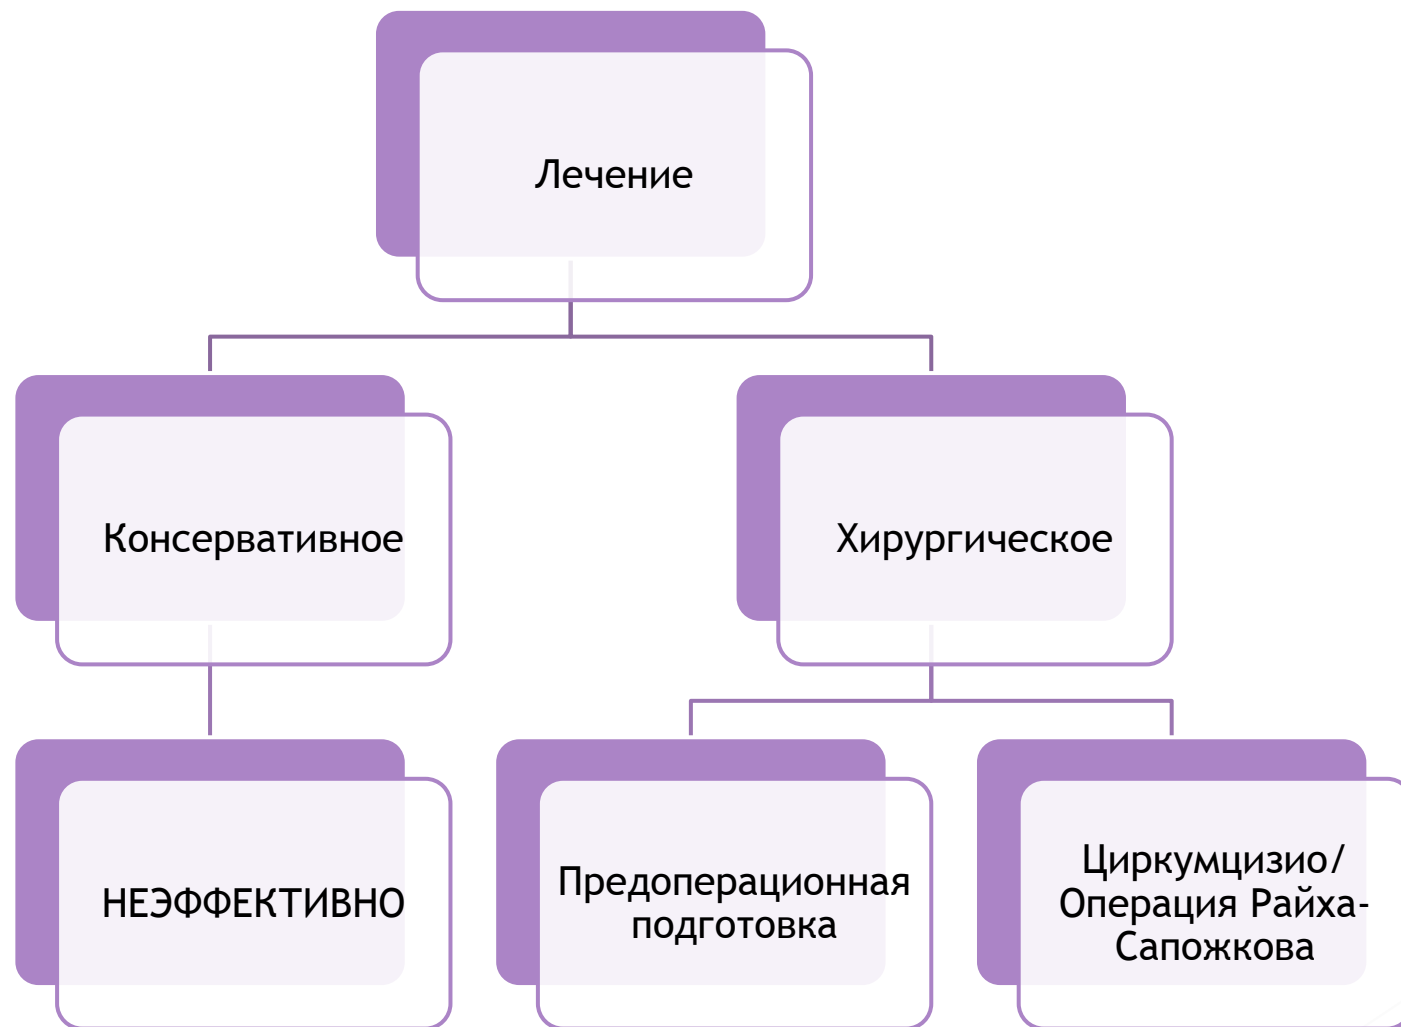 Лечение
Консервативное
Хирургическое
НЕЭФФЕКТИВНО
Предоперационная
подготовка
Циркумцизио/
Операция Райха-
Сапожкова